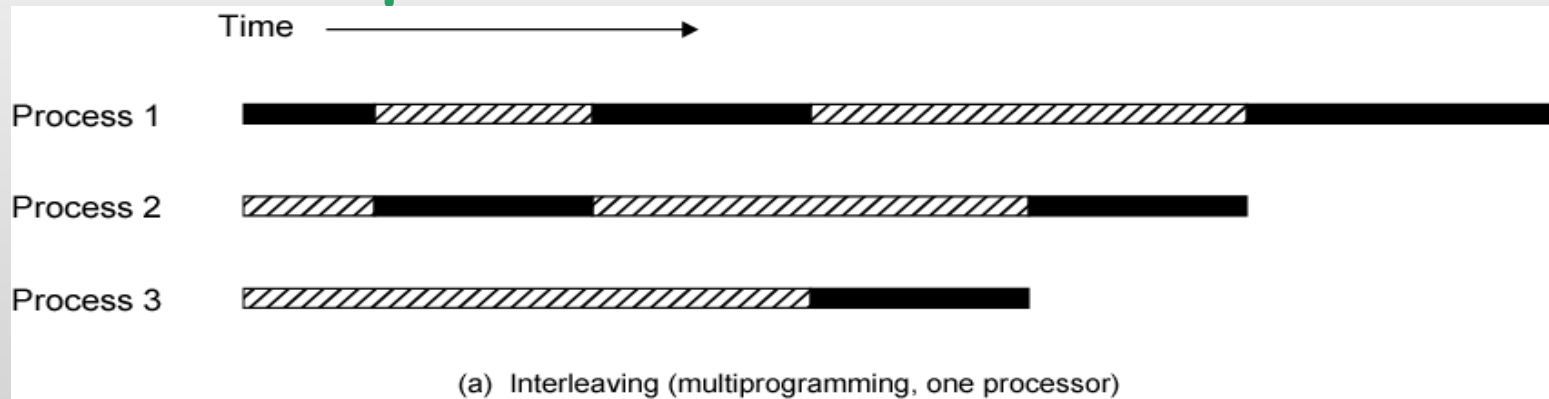 Time
Process 1
Process 2
Process 3
(a) Interleaving (multiprogramming, one processor)